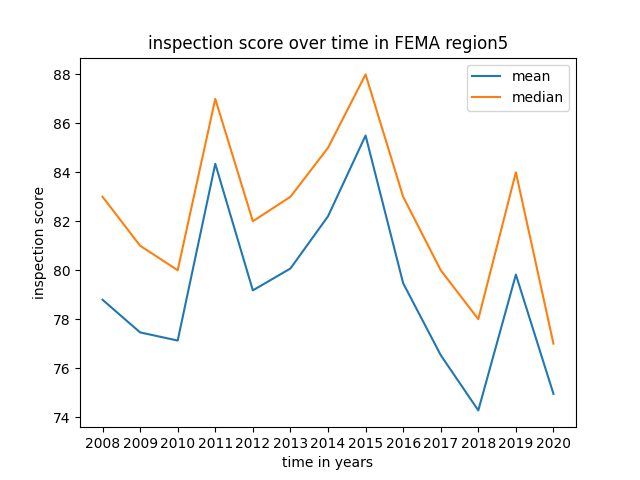 inspection score over time in FEMA region5
mean
median
88
86
84
82
80
78
76
74
inspection score
2008 2009 2010 2011 2012 2013 2014 2015 2016 2017 2018 2019 2020
time in years